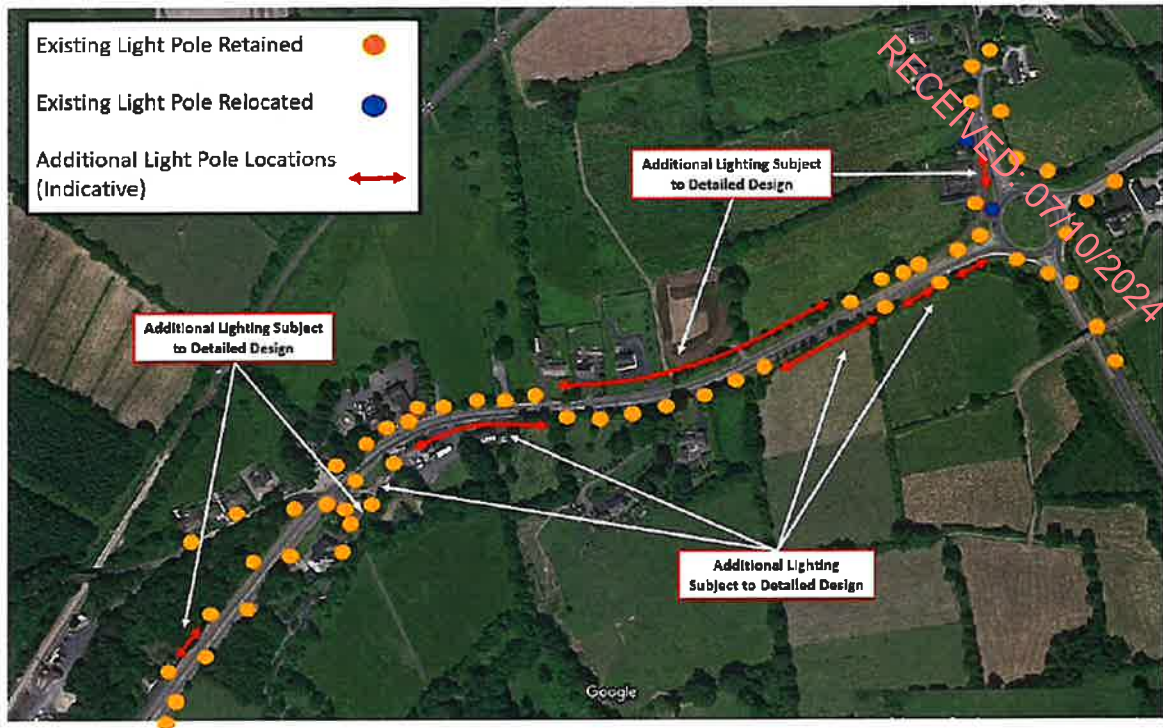 Existing Light Pole Retained
Existing Light Pole Relocated
Additional Light Pole Locations
(Indicative)
RECEIVED: 07/10/2024
Additional Lighting Subject
to Detailed Design
Additional Lighting Subject
to Detailed Design
Additional Lighting
Subject to Detailed Design
Google